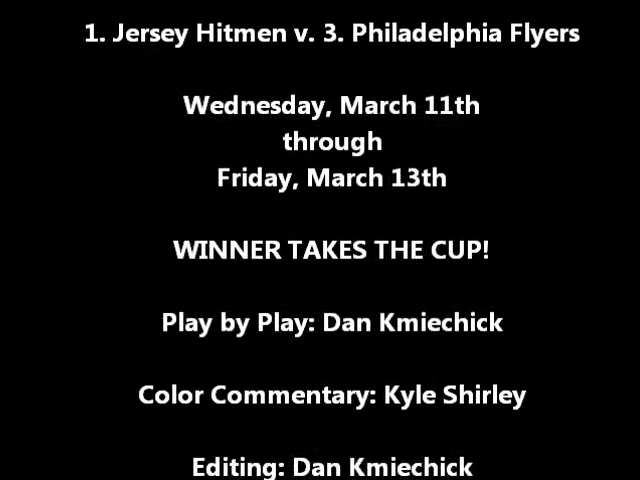 1. Jersey Hitmen v. 3. Philadelphia Flyers
Wednesday, March 11th
through
Friday, March 13th
WINNER TAKES THE CUP!
Play by Play: Dan Kmiechick
Color Commentary: Kyle Shirley
Editing: Dan Kmiechick